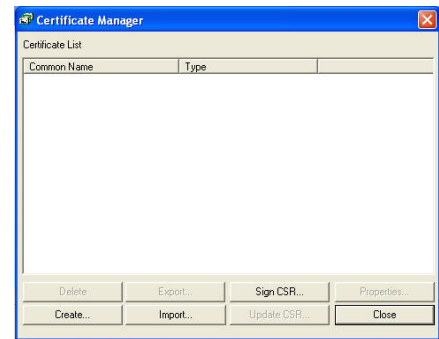 Certificate Manager
Certificate List
Common Name Type
Delete Export... Sign CSR... Properties...
Create... Import... Update CSR... Close